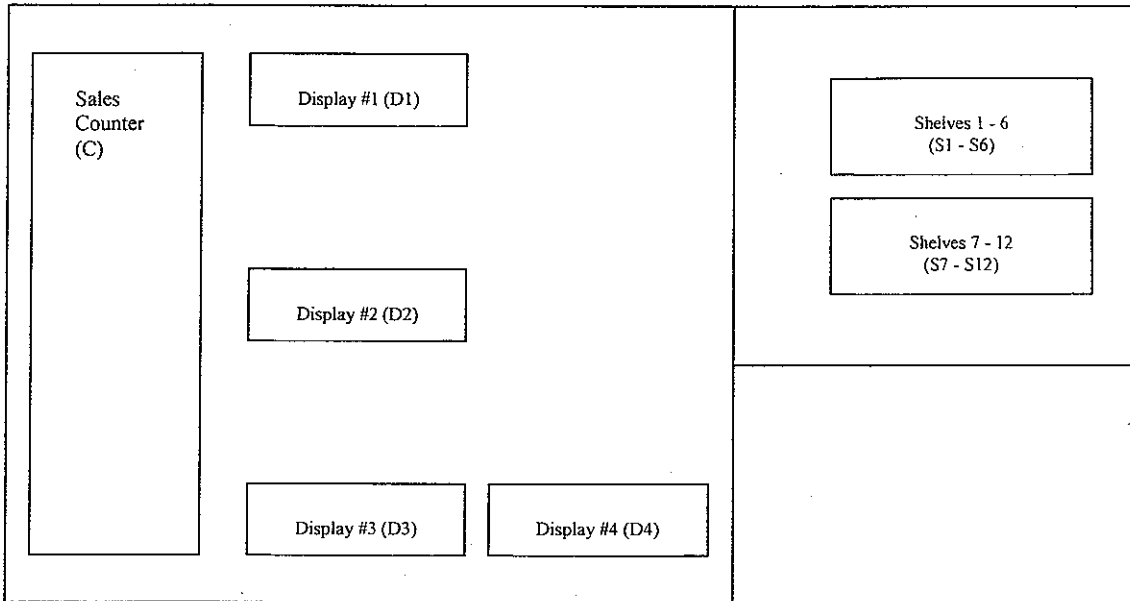 Sales
Counter
(C)
Display #1 (D1)
Shelves 1 - 6
(S1 - S6)
Shelves 7 - 12
(S7 - S12)
Display #2 (D2)
Display #3 (D3)
Display #4 (D4)